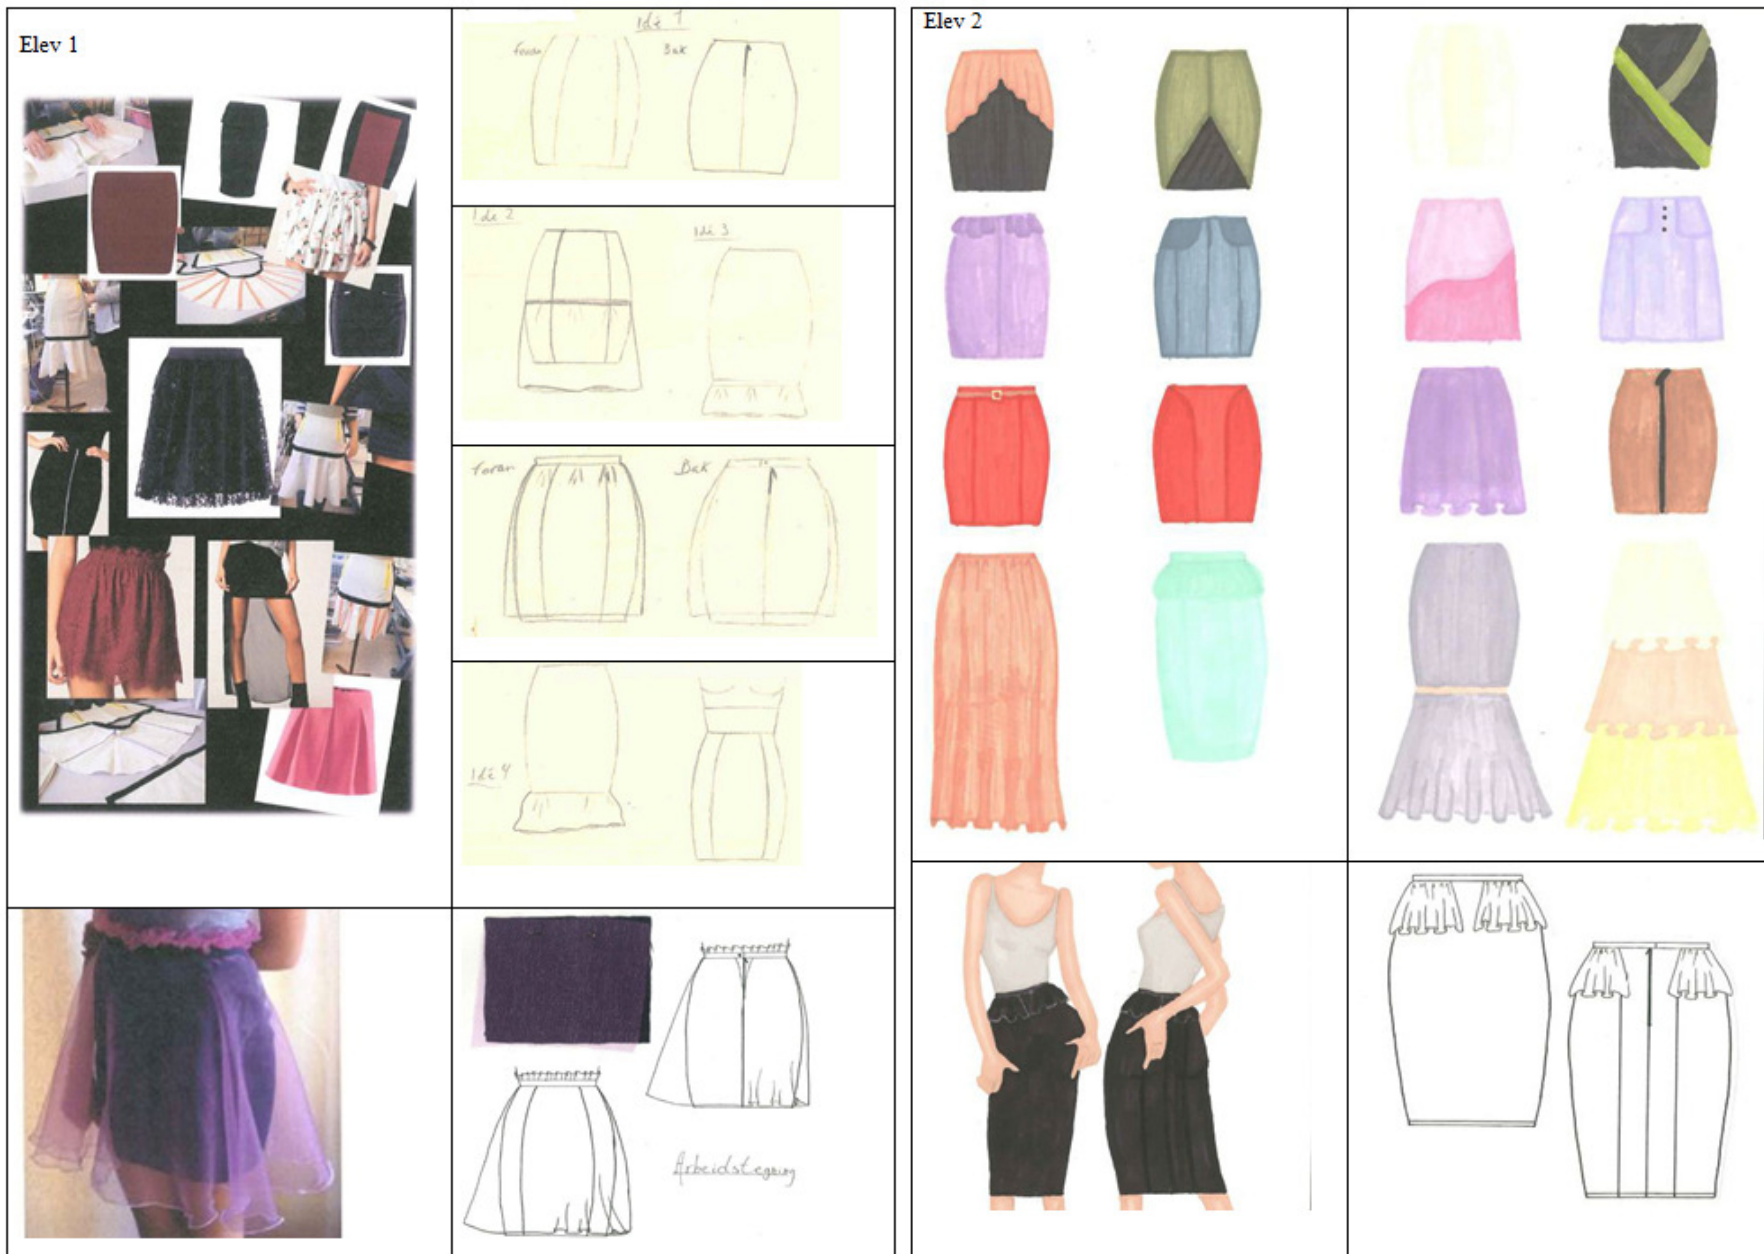 Elev 1
Idé 1
Foran
Bak
Idé 2
Idé 3
Foran
Bak
Idé 4
Arbeidstegning
Elev 2